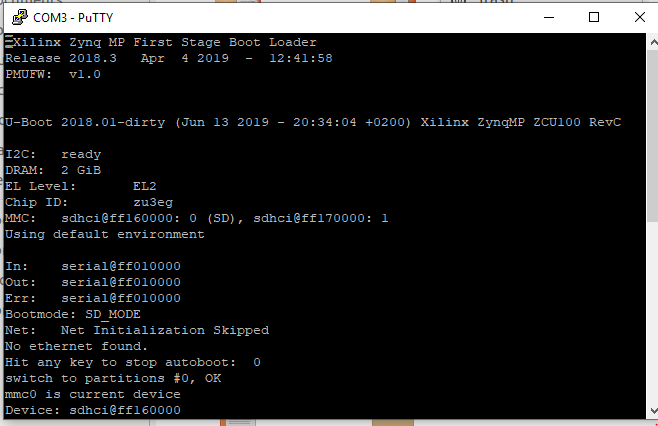 COM3 - PuTTY
Xilinx Zynq MP First Stage Boot Loader
Release 2018.3   Apr  4 2019  -  12:41:58
PMUFW:  v1.0
U-Boot 2018.01-dirty (Jun 13 2019 - 20:34:04 +0200) Xilinx ZynqMP ZCU100 RevC
I2C:   ready
DRAM:  2 GiB
EL Level:       EL2
Chip ID:        zu3eg
MMC:   sdhci@ff160000: 0 (SD), sdhci@ff170000: 1
Using default environment
In:    serial@ff010000
Out:   serial@ff010000
Err:   serial@ff010000
Bootmode: SD_MODE
Net:   Net Initialization Skipped
No ethernet found.
Hit any key to stop autoboot:  0
switch to partitions #0, OK
mmc0 is current device
Device: sdhci@ff160000